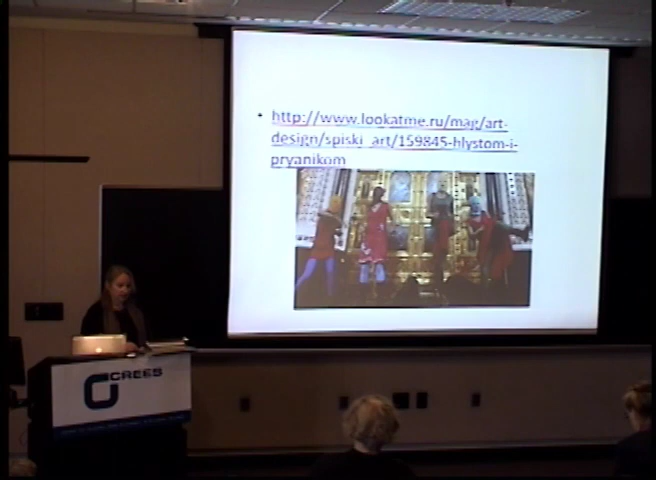 • http://www.lookatme.ru/mag/art-
design/spiski_art/159845-hlystom-i-
pryanikom
CREES